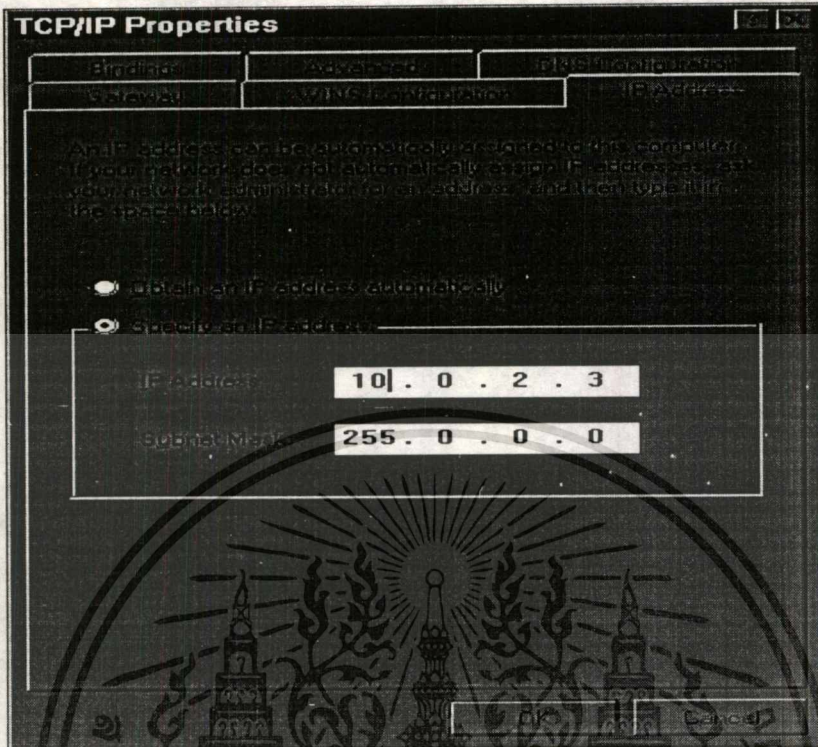 TCP/IP Properties
Bindings Advanced DNS Configuration
Gateway WINS Configuration IP Address
An IP address can be automatically assigned to this computer.
If your network does not automatically assign IP addresses, ask
your network administrator for an address, and then type it in
the space below.
Obtain an IP address automatically
Specify an IP address:
IP Address: 10 . 0 . 2 . 3
Subnet Mask: 255 . 0 . 0 . 0
OK Cancel